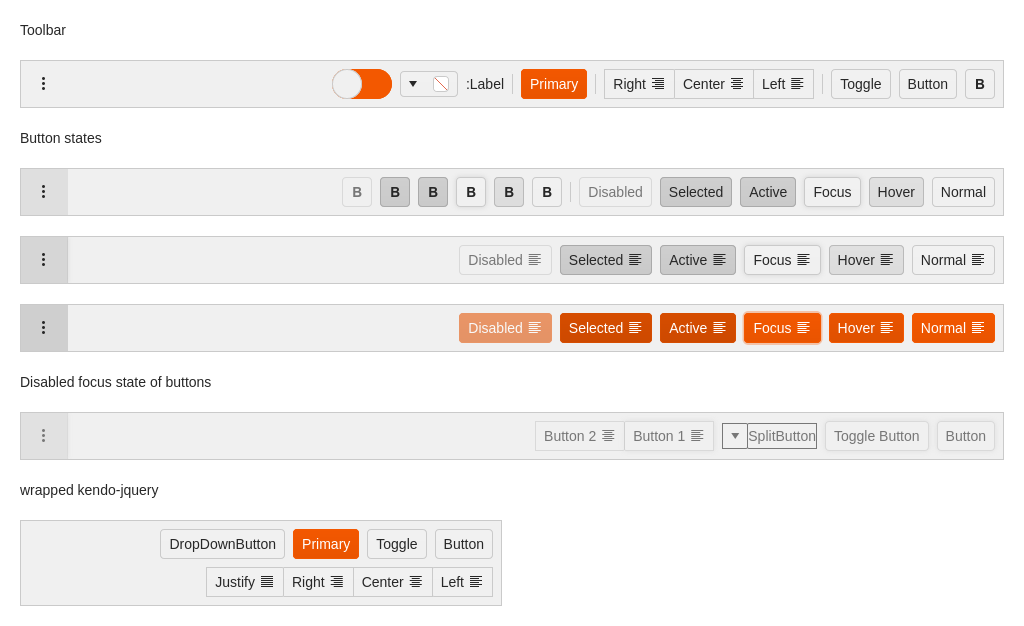 Toolbar
:Label Primary Right Center Left Toggle Button B
Button states
B B B B B B Disabled Selected Active Focus Hover Normal
Disabled Selected Active Focus Hover Normal
Disabled Selected Active Focus Hover Normal
Disabled focus state of buttons
Button 2 Button 1 SplitButton Toggle Button Button
wrapped kendo-jquery
DropDownButton Primary Toggle Button
Justify Right Center Left